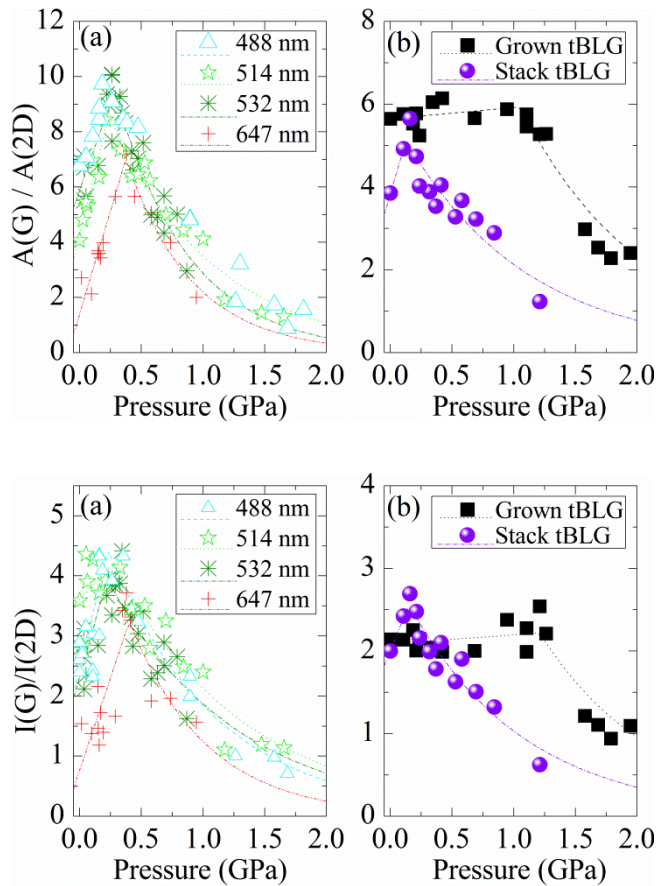 (a)
488 nm
514 nm
532 nm
647 nm
12
10
8
6
4
2
0
A(G) / A(2D)
0.0 0.5 1.0 1.5 2.0
Pressure (GPa)
(b)
Grown tBLG
Stack tBLG
8
6
4
2
0
0.0 0.5 1.0 1.5 2.0
Pressure (GPa)
(a)
488 nm
514 nm
532 nm
647 nm
5
4
3
2
1
0
I(G)/I(2D)
0.0 0.5 1.0 1.5 2.0
Pressure (GPa)
(b)
Grown tBLG
Stack tBLG
4
3
2
1
0
0.0 0.5 1.0 1.5 2.0
Pressure (GPa)